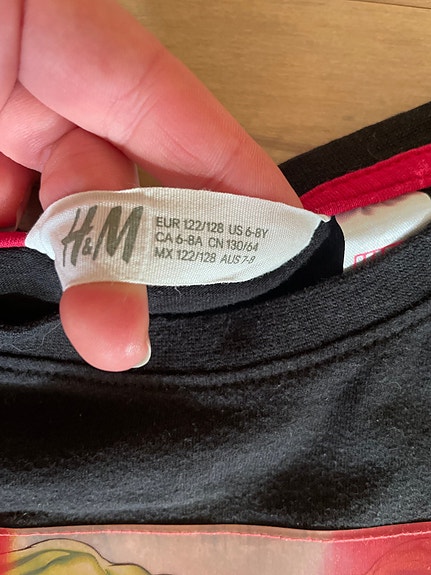 H&M
EUR 122/128 US 6-8Y
CA 6-8A CN 130/64
MX 122/128 AUS 7-8